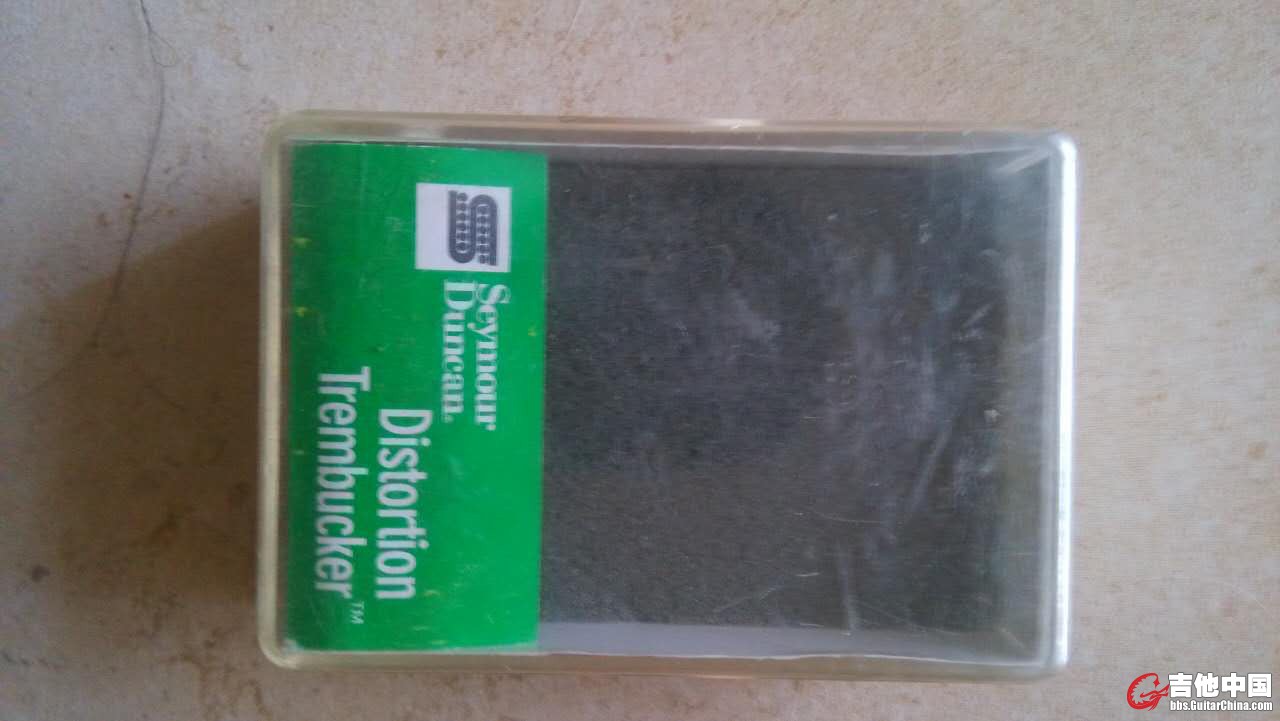 Seymour
Duncan.
Distortion
Trembucker™
吉他中国
bbs.GuitarChina.com